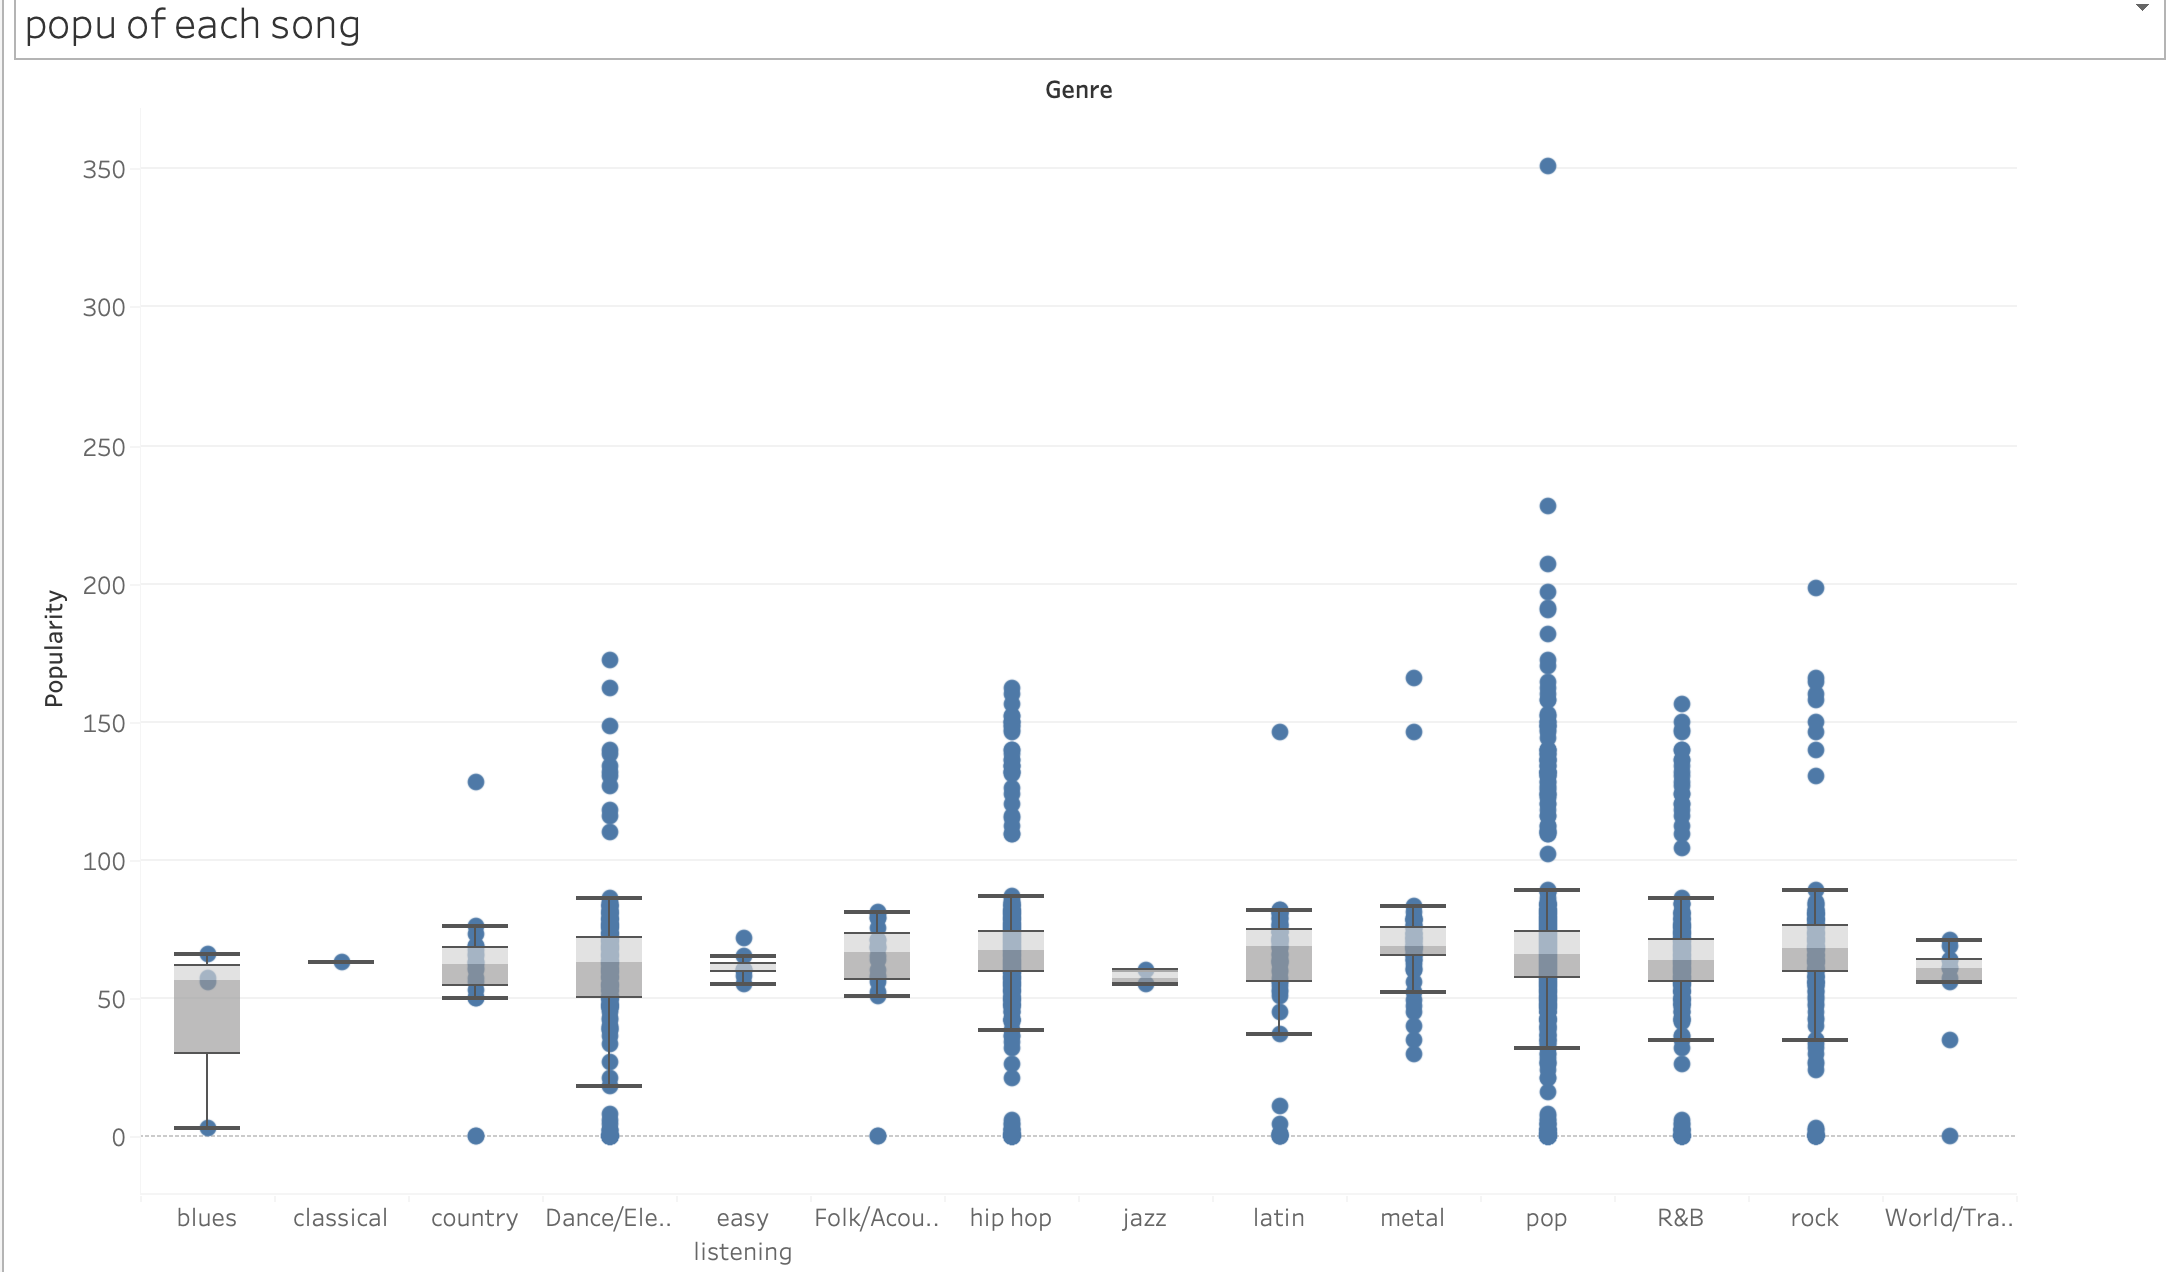 popu of each song
Genre
350
300
250
200
150
100
50
0
Popularity
blues
classical
country
Dance/Ele..
easy
listening
Folk/Acou..
hip hop
jazz
latin
metal
pop
R&B
rock
World/Tra..